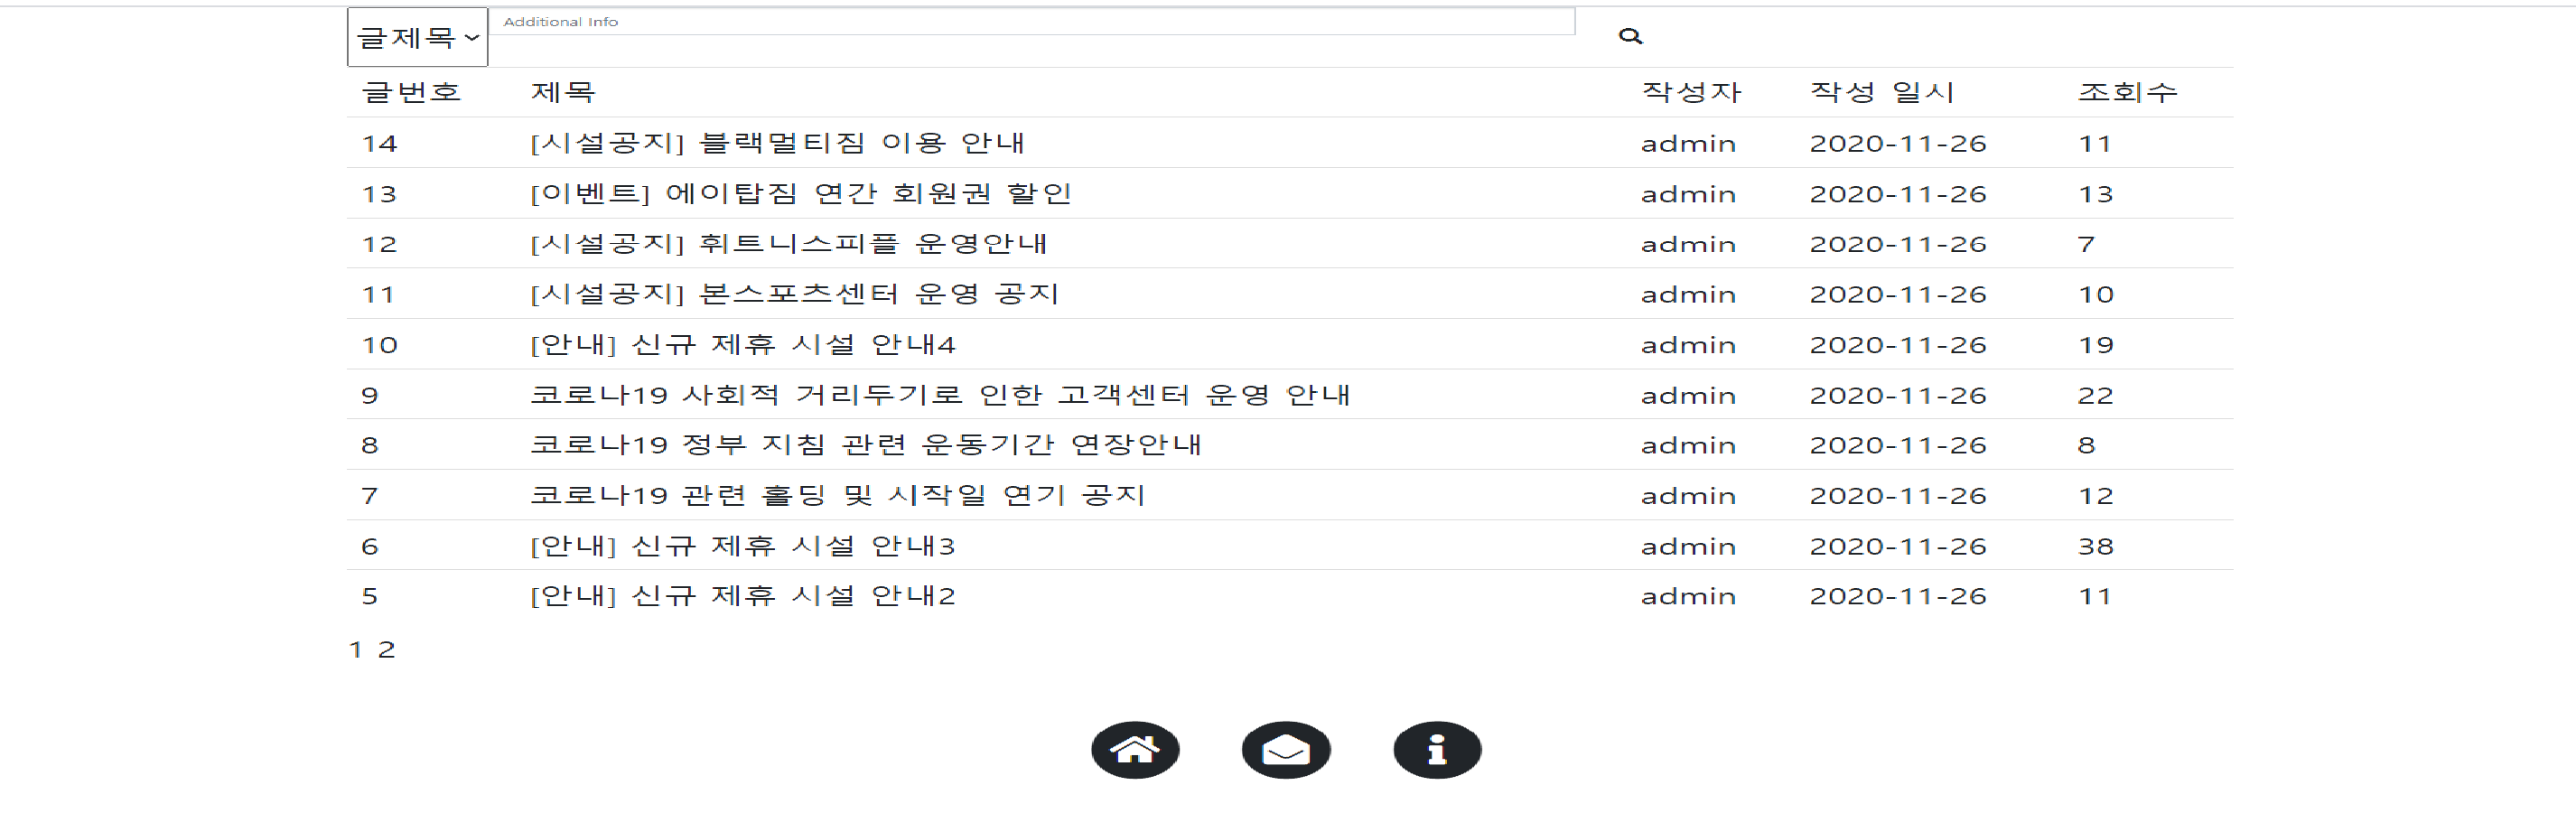 글제목 Additional Info
글번호 제목 작성자 작성 일시 조회수
14 [시설공지] 블랙멀티짐 이용 안내 admin 2020-11-26 11
13 [이벤트] 에이탑짐 연간 회원권 할인 admin 2020-11-26 13
12 [시설공지] 휘트니스피플 운영안내 admin 2020-11-26 7
11 [시설공지] 본스포츠센터 운영 공지 admin 2020-11-26 10
10 [안내] 신규 제휴 시설 안내4 admin 2020-11-26 19
9 코로나19 사회적 거리두기로 인한 고객센터 운영 안내 admin 2020-11-26 22
8 코로나19 정부 지침 관련 운동기간 연장안내 admin 2020-11-26 8
7 코로나19 관련 홀딩 및 시작일 연기 공지 admin 2020-11-26 12
6 [안내] 신규 제휴 시설 안내3 admin 2020-11-26 38
5 [안내] 신규 제휴 시설 안내2 admin 2020-11-26 11
1 2